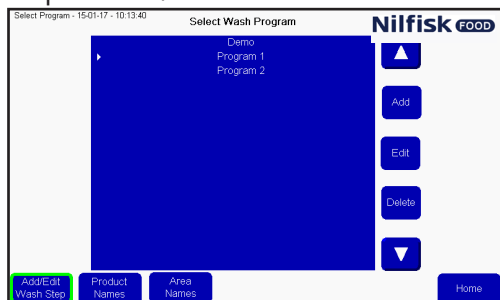 Select Program - 15-01-17 - 10:13:40
Select Wash Program
Nilfisk FOOD
Demo
Program 1
Program 2
Add
Edit
Delete
Add/Edit
Wash Step
Product
Names
Area
Names
Home